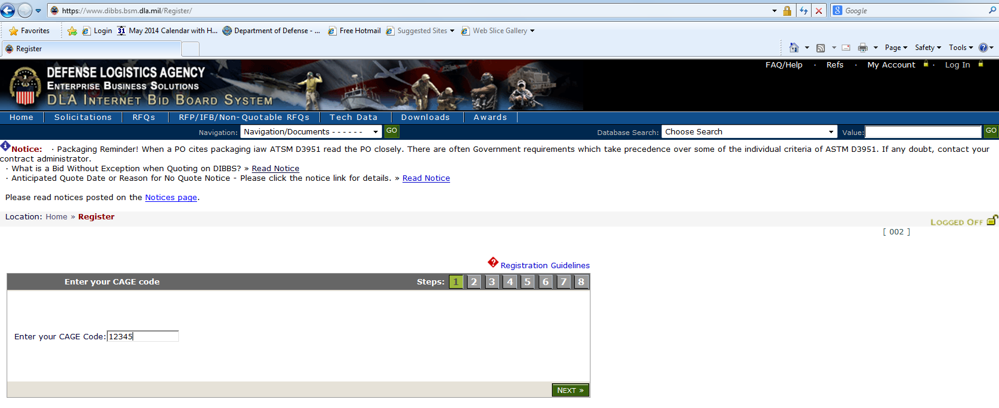 https://www.dibbs.bsm.dla.mil/Register/
Google
Favorites
Login
31 May 2014 Calendar with H...
Department of Defense - ...
Free Hotmail
Suggested Sites
Web Slice Gallery
Register
Page Safety Tools
DEFENSE LOGISTICS AGENCY
ENTERPRISE BUSINESS SOLUTIONS
DLA INTERNET BID BOARD SYSTEM
FAQ/Help · Refs · My Account · Log In
Home Solicitations RFQs RFP/IFB/Non-Quotable RFQs Tech Data Downloads Awards
Navigation: Navigation/Documents - - - - - - GO Database Search: Choose Search Value: GO
Notice: · Packaging Reminder! When a PO cites packaging iaw ATSM D3951 read the PO closely. There are often Government requirements which take precedence over some of the individual criteria of ASTM D3951. If any doubt, contact your
contract administrator.
· What is a Bid Without Exception when Quoting on DIBBS? » Read Notice
· Anticipated Quote Date or Reason for No Quote Notice - Please click the notice link for details. » Read Notice
Please read notices posted on the Notices page.
Location: Home » Register
LOGGED OFF
[ 002 ]
Registration Guidelines
Enter your CAGE code Steps: 1 2 3 4 5 6 7 8
Enter your CAGE Code: 12345
NEXT »